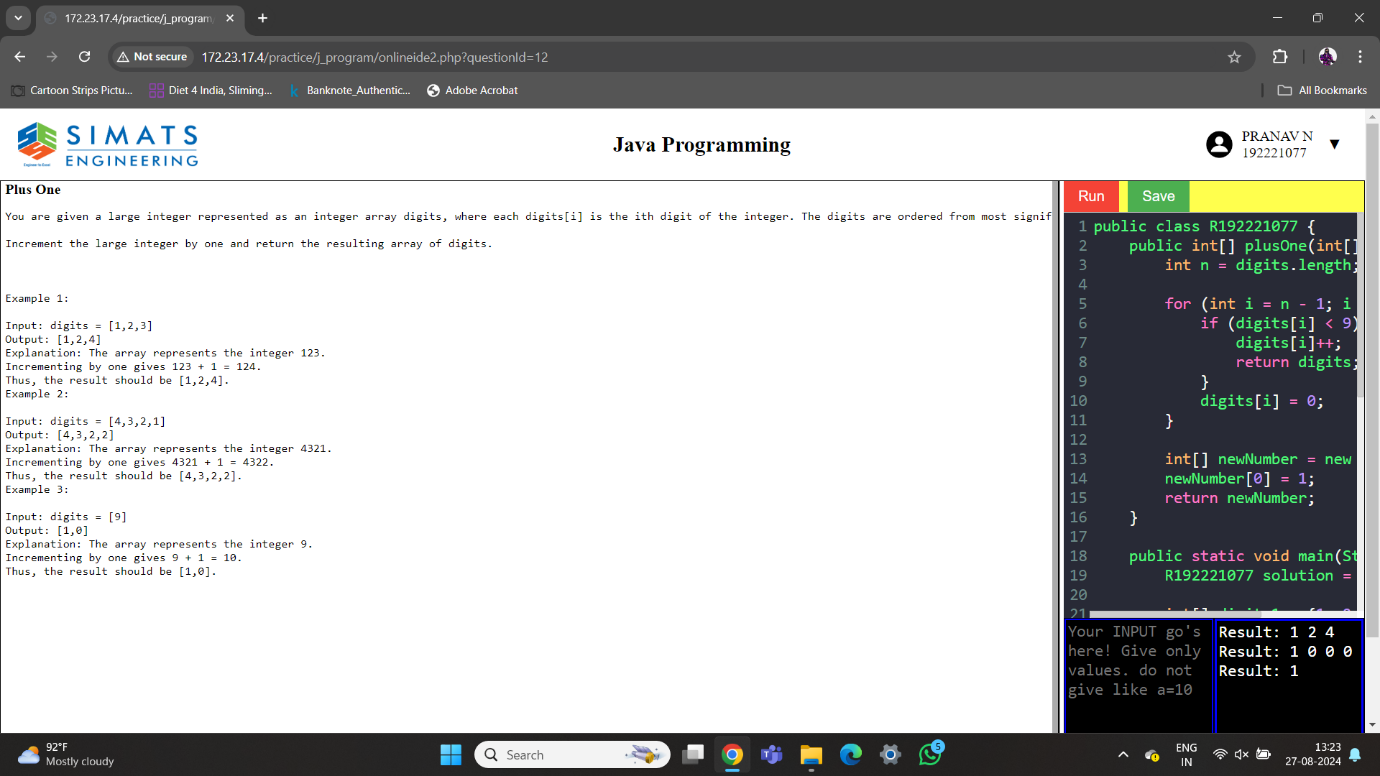 172.23.17.4/practice/j_program
Not secure
172.23.17.4/practice/j_program/onlineide2.php?questionId=12
Cartoon Strips Pictu...
Diet 4 India, Sliming...
Banknote_Authentic...
Adobe Acrobat
All Bookmarks
SIMATS
ENGINEERING
Engineer to Excel
Java Programming
PRANAV N
192221077
Plus One
You are given a large integer represented as an integer array digits, where each digits[i] is the ith digit of the integer. The digits are ordered from most signif
Increment the large integer by one and return the resulting array of digits.
Example 1:
Input: digits = [1,2,3]
Output: [1,2,4]
Explanation: The array represents the integer 123.
Incrementing by one gives 123 + 1 = 124.
Thus, the result should be [1,2,4].
Example 2:
Input: digits = [4,3,2,1]
Output: [4,3,2,2]
Explanation: The array represents the integer 4321.
Incrementing by one gives 4321 + 1 = 4322.
Thus, the result should be [4,3,2,2].
Example 3:
Input: digits = [9]
Output: [1,0]
Explanation: The array represents the integer 9.
Incrementing by one gives 9 + 1 = 10.
Thus, the result should be [1,0].
Run
Save
1 public class R192221077 {
2 public int[] plusOne(int[]
3 int n = digits.length;
4
5 for (int i = n - 1; i
6 if (digits[i] < 9)
7 digits[i]++;
8 return digits;
9 }
10 digits[i] = 0;
11 }
12
13 int[] newNumber = new
14 newNumber[0] = 1;
15 return newNumber;
16 }
17
18 public static void main(St
19 R192221077 solution =
20
21
Your INPUT go's
here! Give only
values. do not
give like a=10
Result: 1 2 4
Result: 1 0 0 0
Result: 1
92°F
Mostly cloudy
Search
5
ENG
IN
13:23
27-08-2024